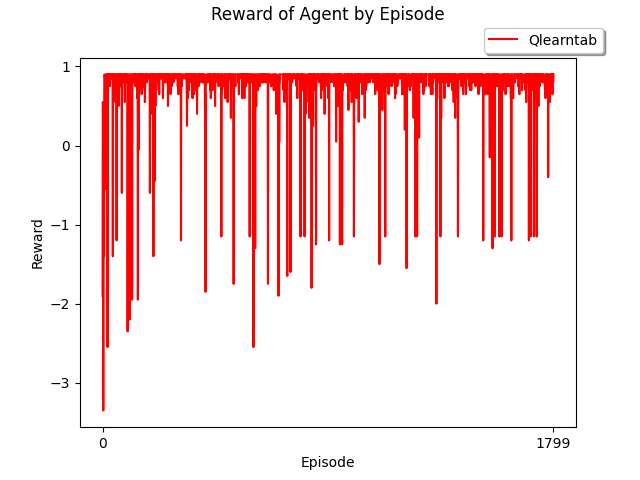 Reward of Agent by Episode
Qlearntab
1
0
−1
−2
−3
Reward
0
1799
Episode